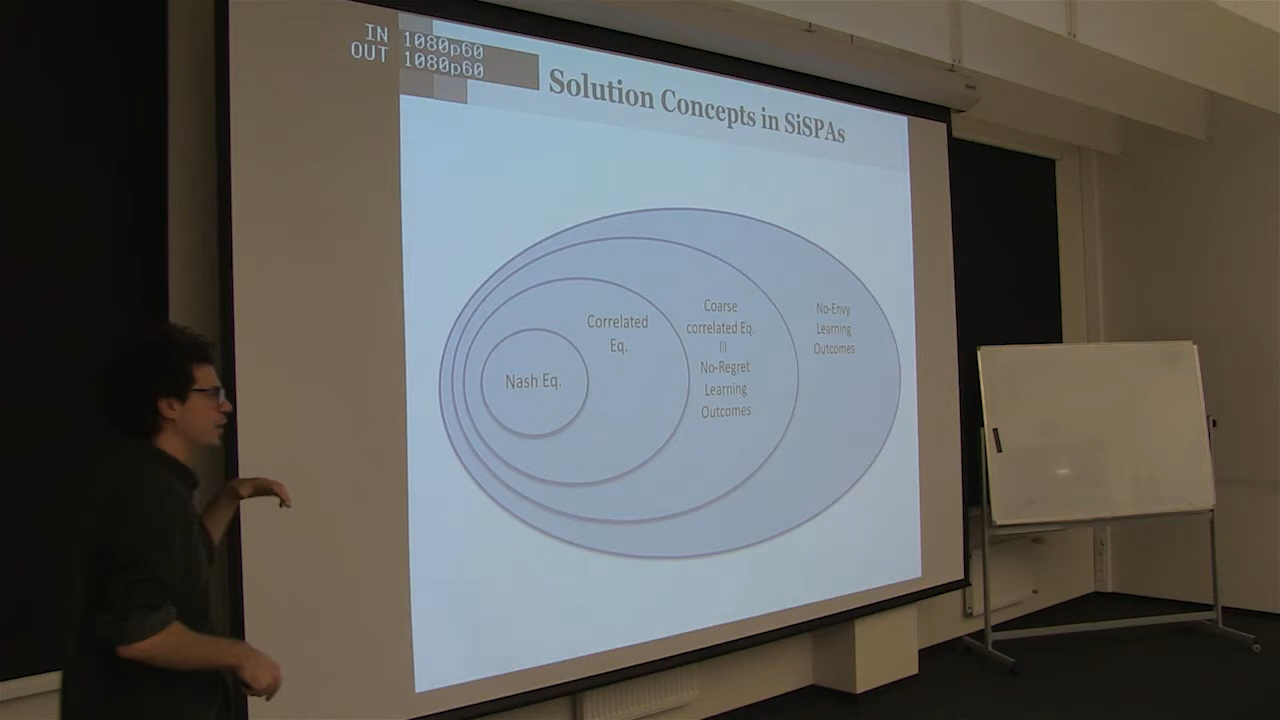 IN 1080p60
OUT 1080p60
Solution Concepts in SiSPAs
Nash Eq.
Correlated
Eq.
Coarse
correlated Eq.
III
No-Regret
Learning
Outcomes
No-Envy
Learning
Outcomes